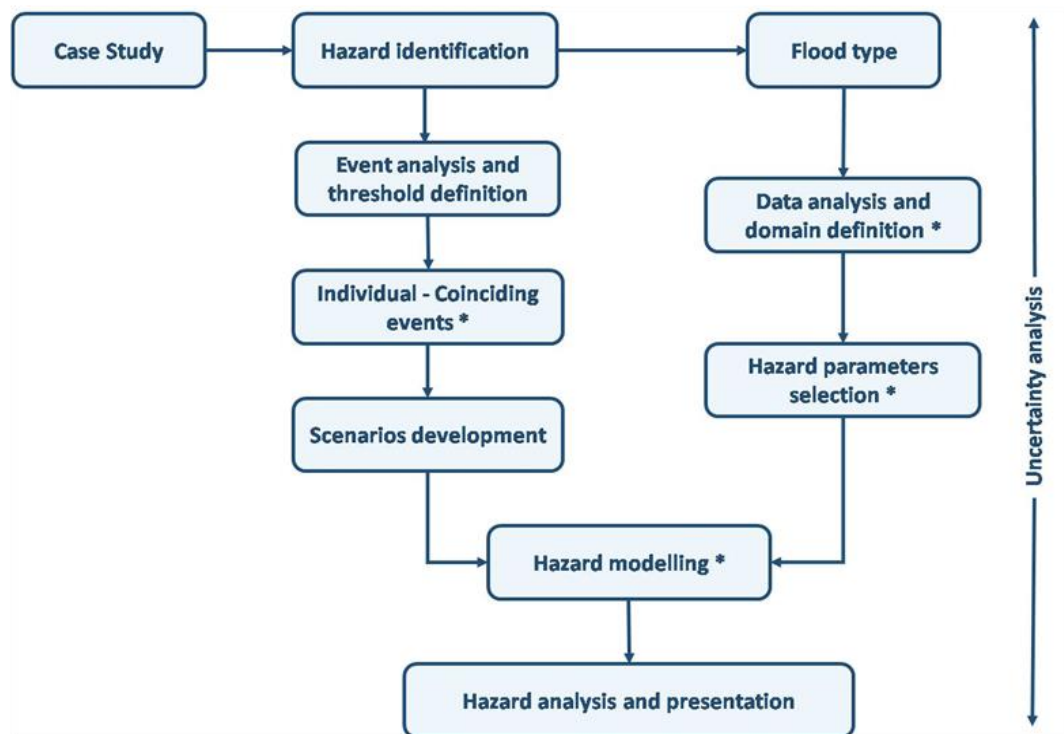 Case Study
Hazard identification
Flood type
Event analysis and
threshold definition
Data analysis and
domain definition *
Individual - Coinciding
events *
Hazard parameters
selection *
Scenarios development
Hazard modelling *
Hazard analysis and presentation
Uncertainty analysis